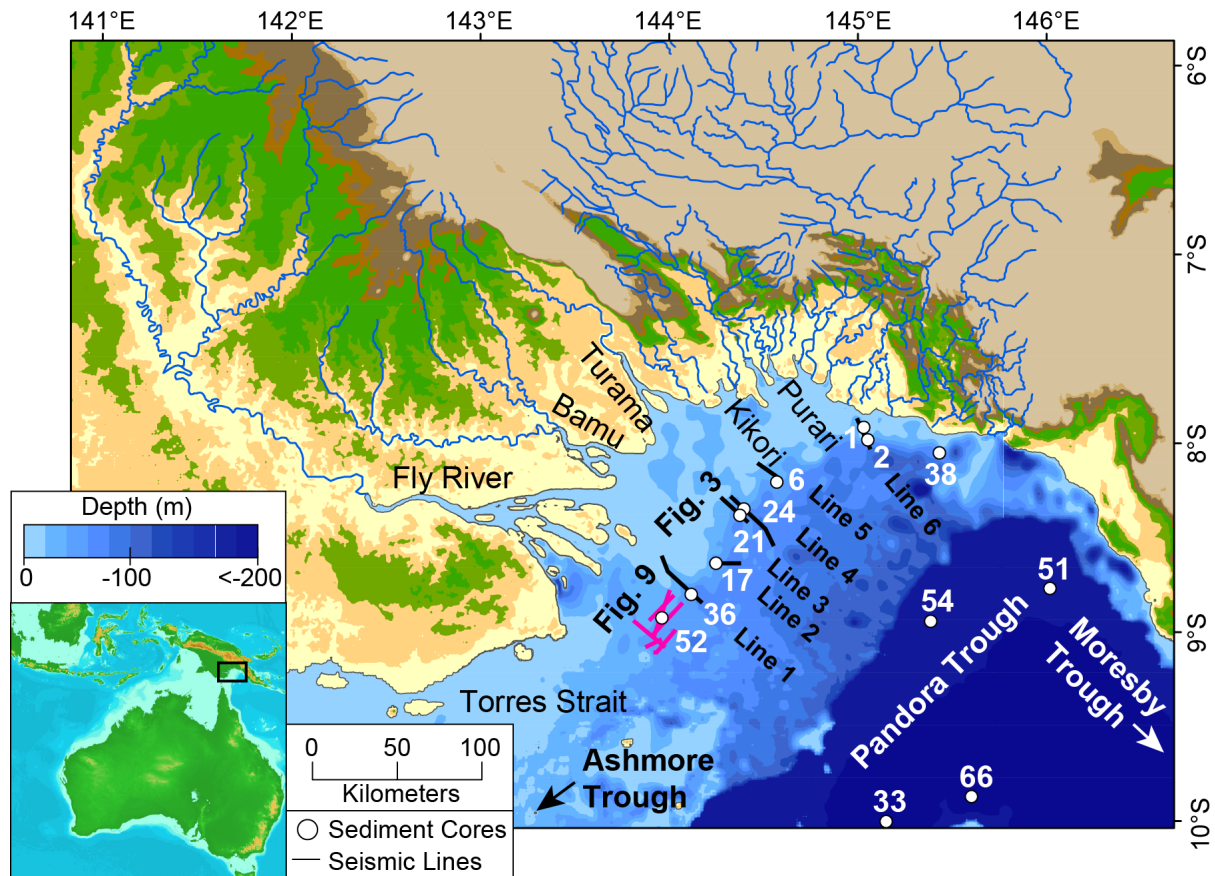 141°E
142°E
143°E
144°E
145°E
146°E
6°S
7°S
8°S
9°S
10°S
Turama
Bamu
Fly River
Kikori
Purari
1
2
38
6
24
21
17
36
52
Fig. 3
Fig. 9
Line 6
Line 5
Line 4
Line 3
Line 2
Line 1
51
54
66
33
Pandora Trough
Moresby
Trough
Torres Strait
Ashmore
Trough
Depth (m)
0 -100 <-200
0 50 100
Kilometers
Sediment Cores
Seismic Lines